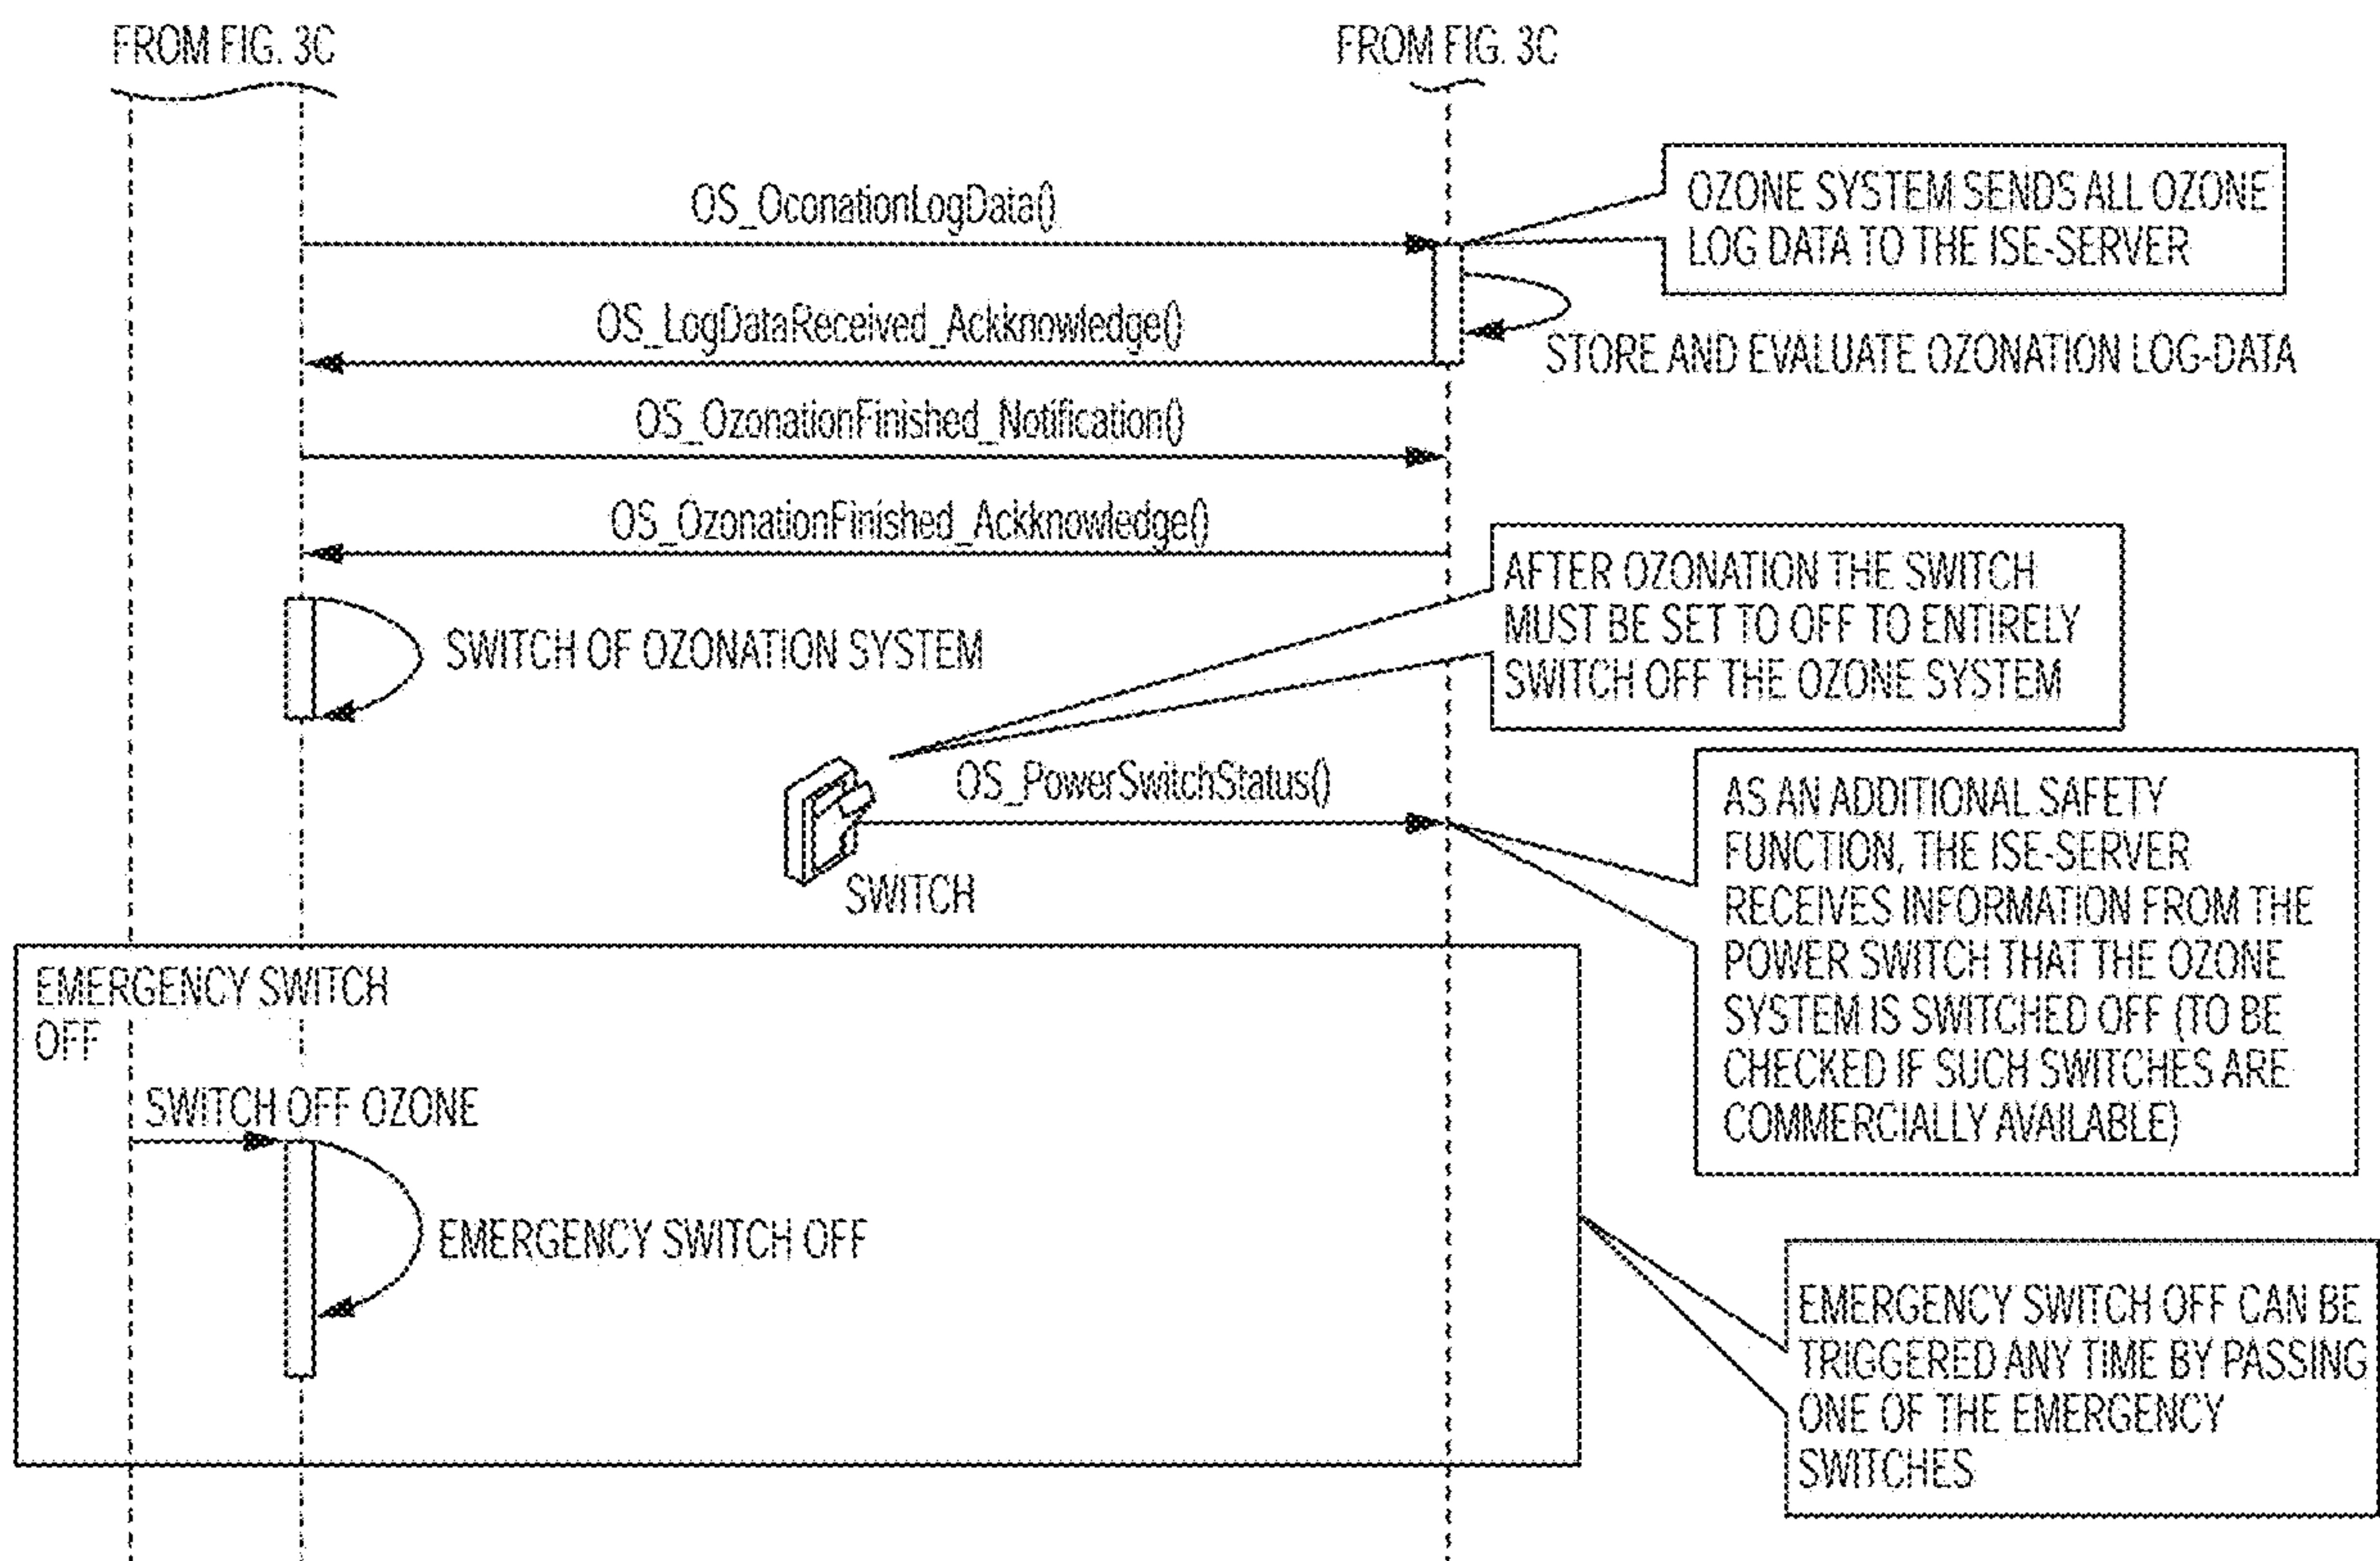 FROM FIG. 3C
FROM FIG. 3C
OS_OconationLogData()
OZONE SYSTEM SENDS ALL OZONE
LOG DATA TO THE ISE-SERVER
OS_LogDataReceived_Ackknowledge()
STORE AND EVALUATE OZONATION LOG-DATA
OS_OzonationFinished_Notification()
OS_OzonationFinished_Ackknowledge()
AFTER OZONATION THE SWITCH
MUST BE SET TO OFF TO ENTIRELY
SWITCH OFF THE OZONE SYSTEM
SWITCH OF OZONATION SYSTEM
OS_PowerSwitchStatus()
SWITCH
AS AN ADDITIONAL SAFETY
FUNCTION, THE ISE-SERVER
RECEIVES INFORMATION FROM THE
POWER SWITCH THAT THE OZONE
SYSTEM IS SWITCHED OFF (TO BE
CHECKED IF SUCH SWITCHES ARE
COMMERCIALLY AVAILABLE)
EMERGENCY SWITCH
OFF
SWITCH OFF OZONE
EMERGENCY SWITCH OFF
EMERGENCY SWITCH OFF CAN BE
TRIGGERED ANY TIME BY PASSING
ONE OF THE EMERGENCY
SWITCHES